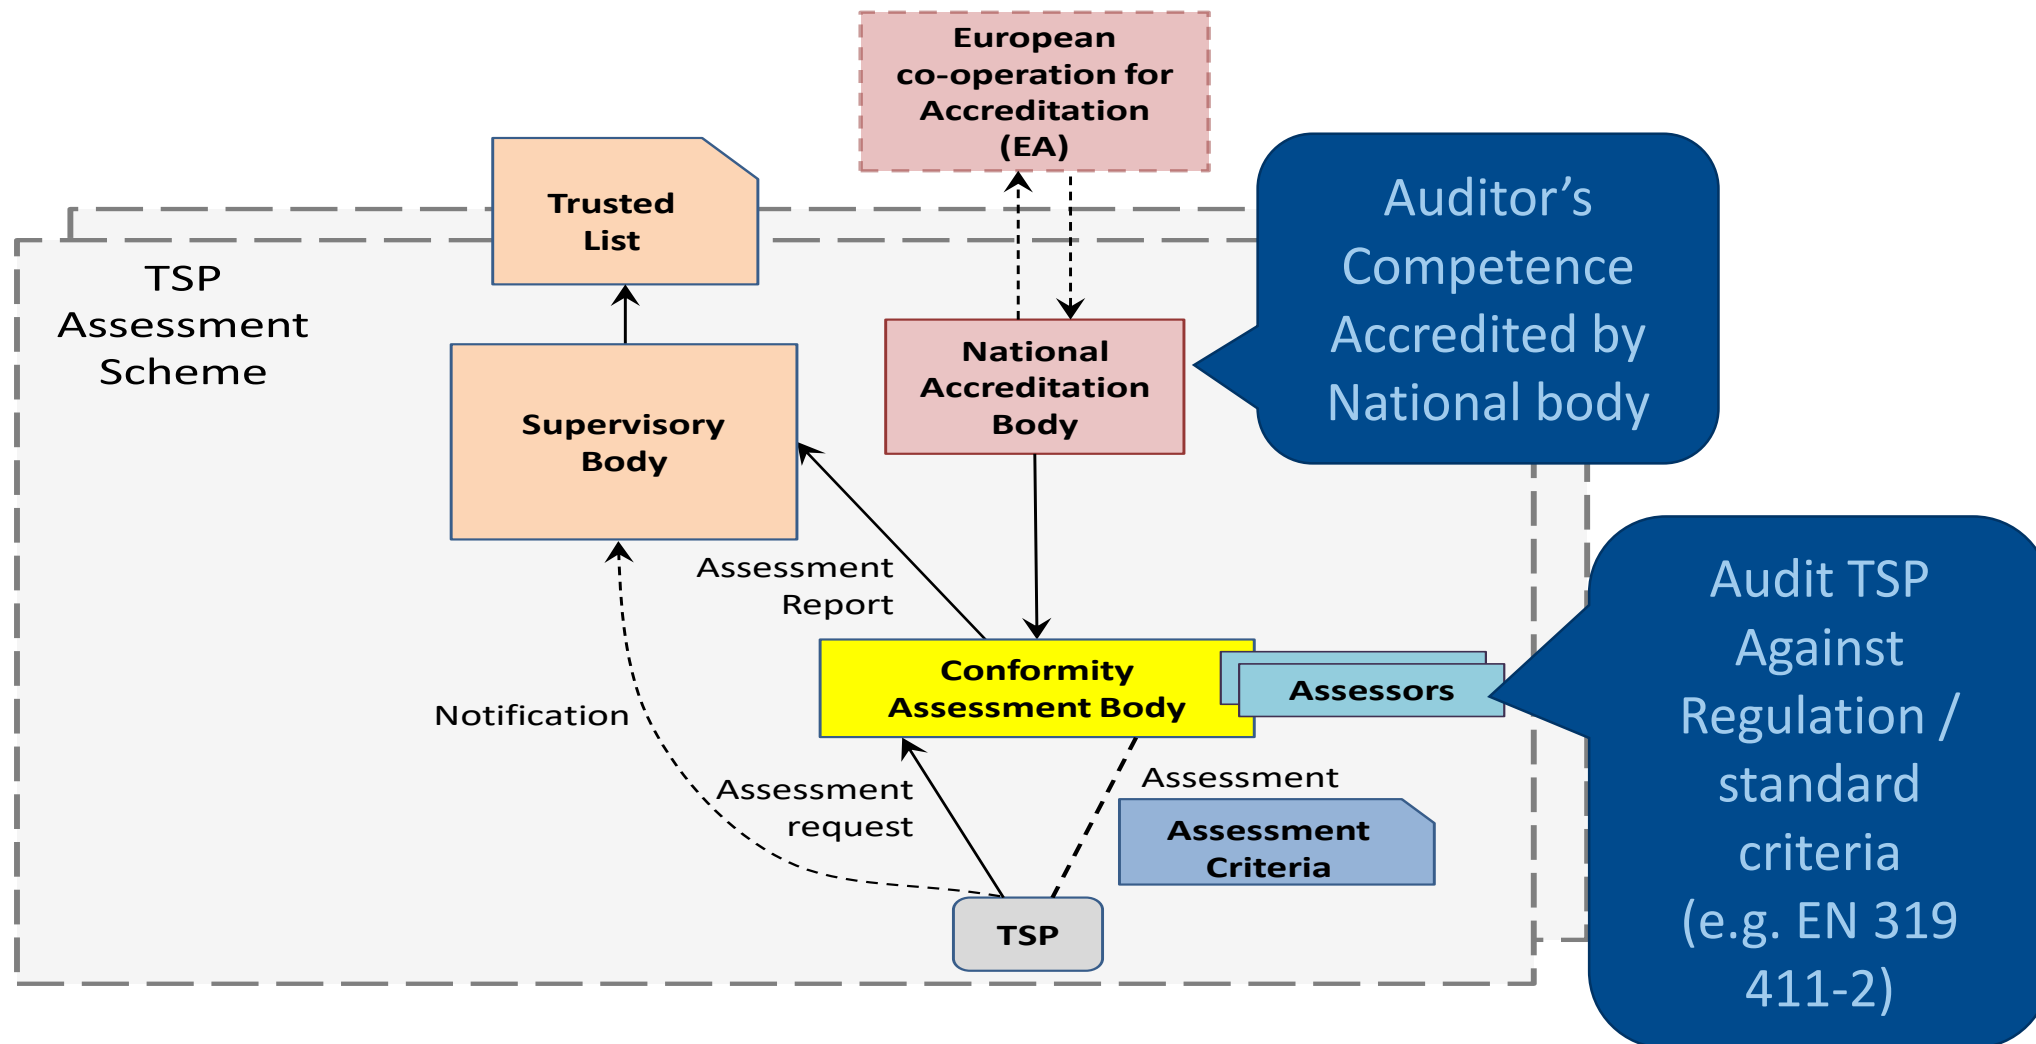 European
co-operation for
Accreditation
(EA)
Trusted
List
Auditor’s
Competence
Accredited by
National body
TSP
Assessment
Scheme
National
Accreditation
Body
Supervisory
Body
Assessment
Report
Audit TSP
Against
Regulation /
standard
criteria
(e.g. EN 319
411-2)
Conformity
Assessment Body
Assessors
Notification
Assessment
request
Assessment
Assessment
Criteria
TSP